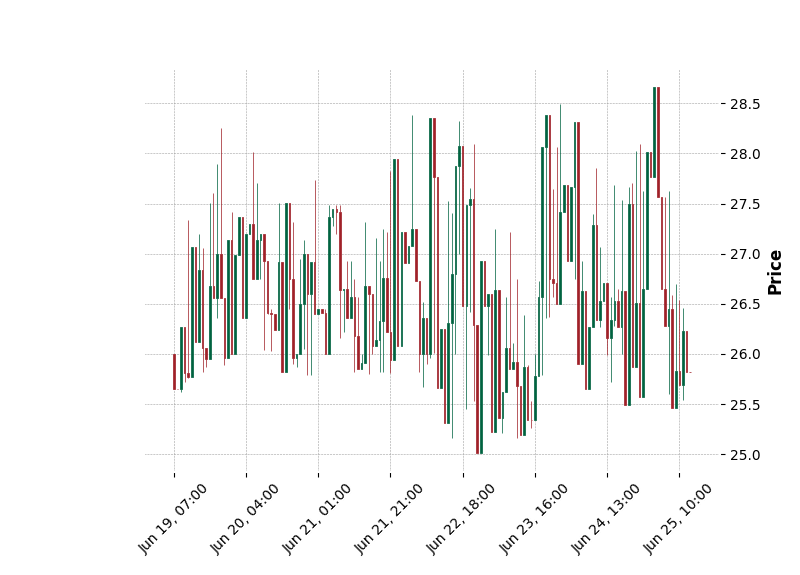 28.5
28.0
27.5
27.0
26.5
26.0
25.5
25.0
Price
Jun 19, 07:00
Jun 20, 04:00
Jun 21, 01:00
Jun 21, 21:00
Jun 22, 18:00
Jun 23, 16:00
Jun 24, 13:00
Jun 25, 10:00